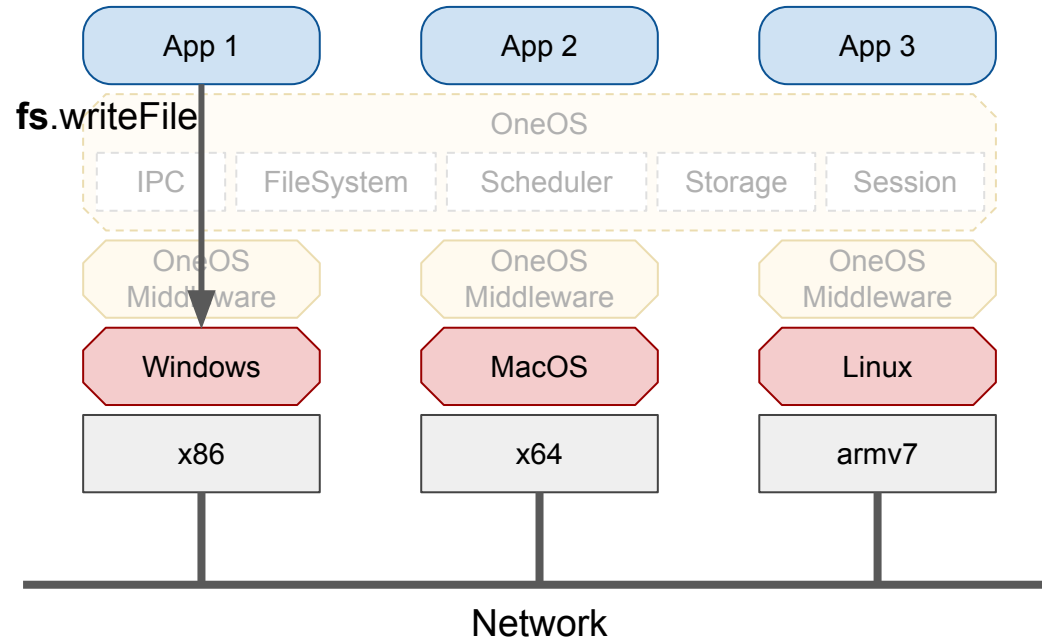 App 1
App 2
App 3
fs.writeFile
OneOS
IPC
FileSystem
Scheduler
Storage
Session
OneOS
Middleware
OneOS
Middleware
OneOS
Middleware
Windows
MacOS
Linux
x86
x64
armv7
Network